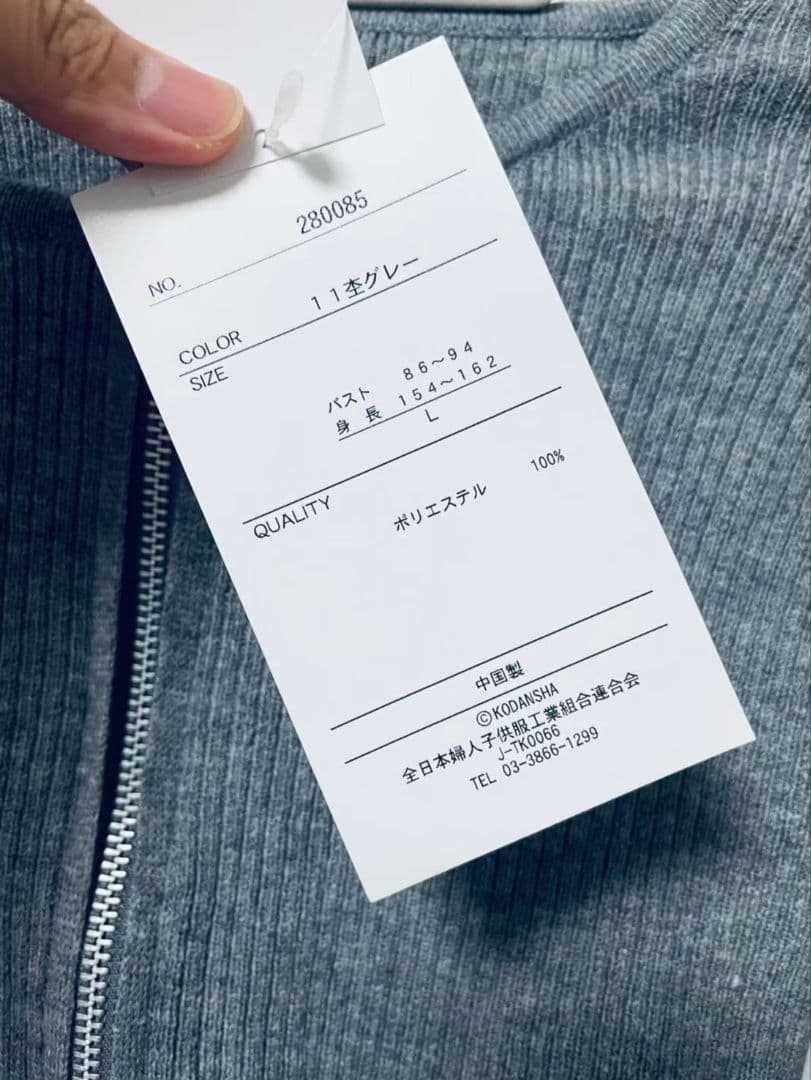 NO. 280085
COLOR １１杢グレー
SIZE
バスト ８６～９４
身 長 １５４～１６２
L
QUALITY
ポリエステル 100%
中国製
©KODANSHA
全日本婦人子供服工業組合連合会
J-TK0066
TEL 03-3866-1299